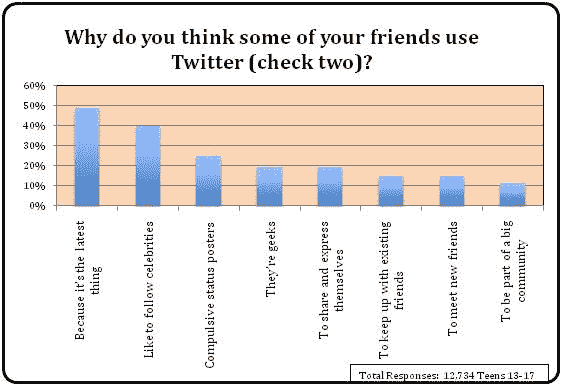 Why do you think some of your friends use
Twitter (check two)?
60%
50%
40%
30%
20%
10%
0%
Because it's the latest
thing
Like to follow celebrities
Compulsive status posters
They're geeks
To share and express
themselves
To keep up with existing
friends
To meet new friends
To be part of a big
community
Total Responses: 12,734 Teens 13-17